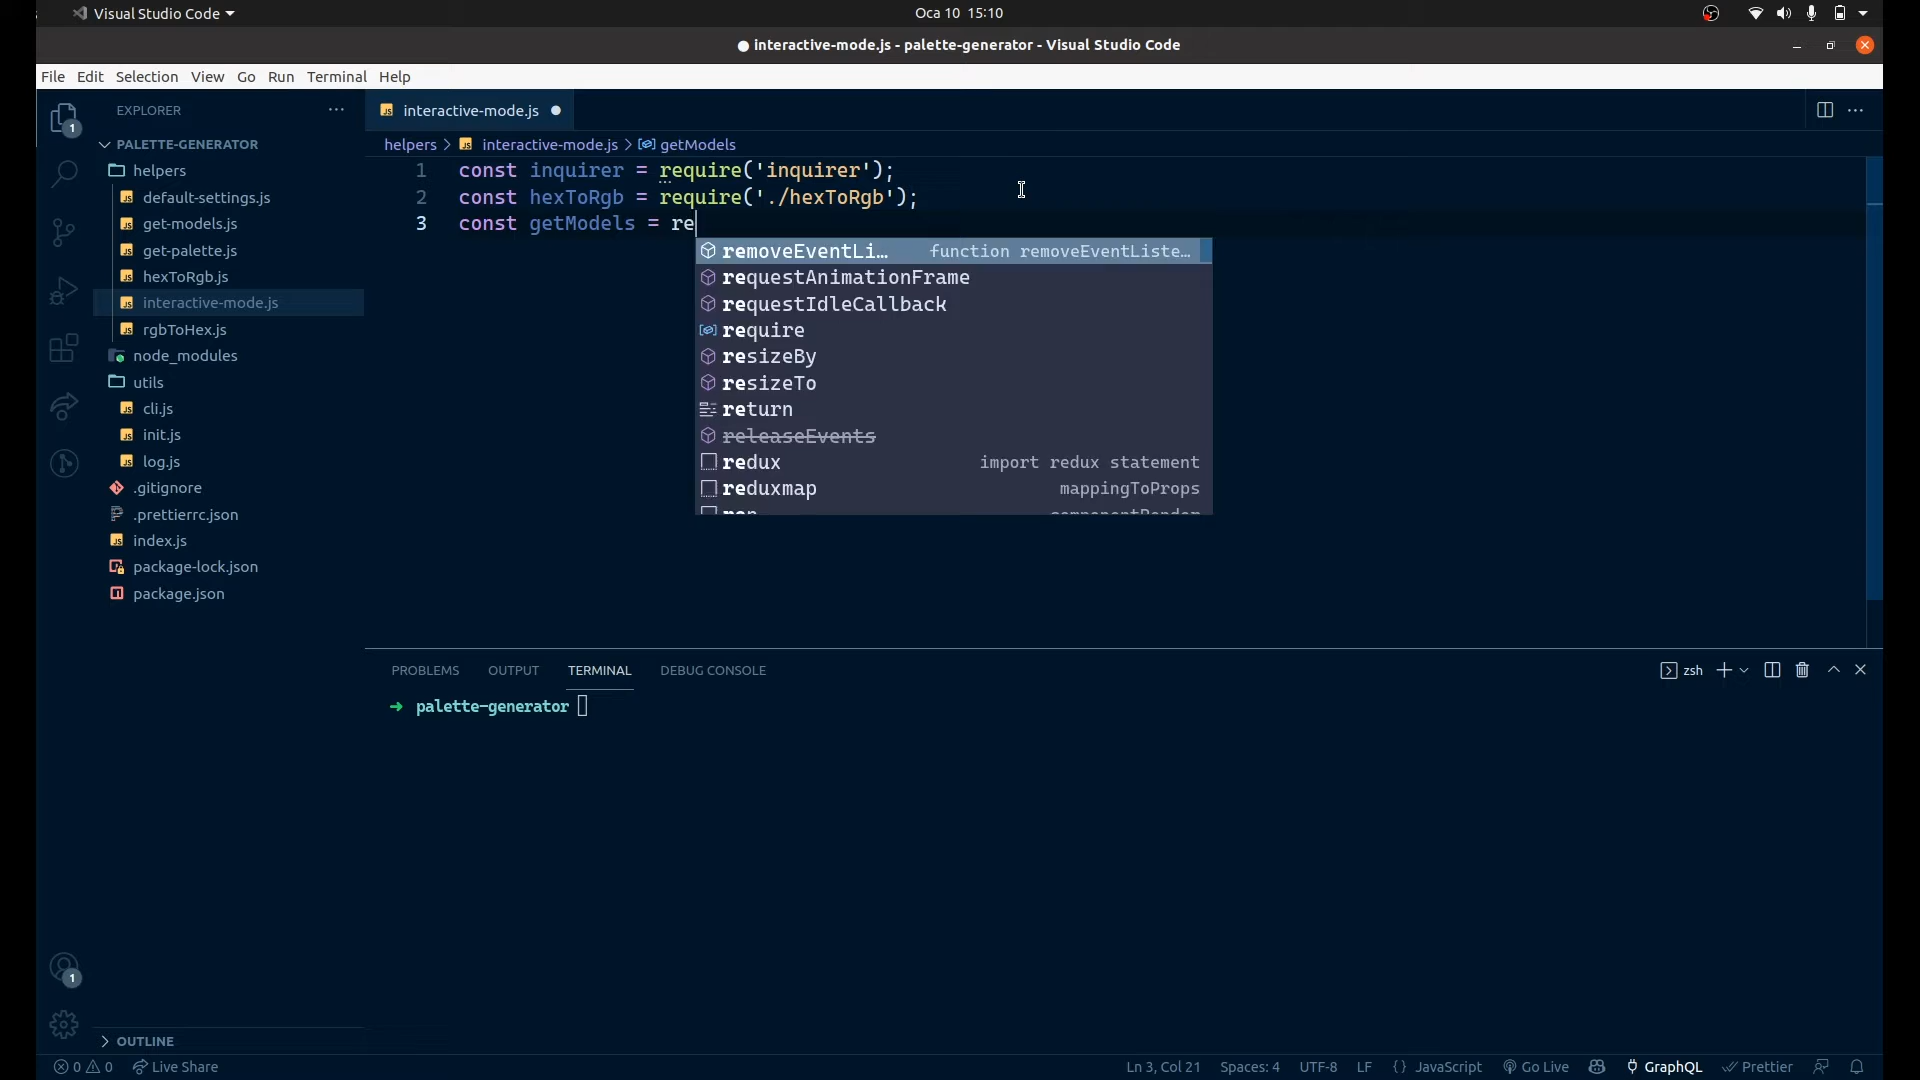 Visual Studio Code
Oca 10 15:10
● interactive-mode.js - palette-generator - Visual Studio Code
File Edit Selection View Go Run Terminal Help
EXPLORER
PALETTE-GENERATOR
helpers
default-settings.js
get-models.js
get-palette.js
hexToRgb.js
interactive-mode.js
rgbToHex.js
node_modules
utils
cli.js
init.js
log.js
.gitignore
.prettierrc.json
index.js
package-lock.json
package.json
OUTLINE
1
1
interactive-mode.js
helpers > interactive-mode.js > getModels
1 const inquirer = require('inquirer');
2 const hexToRgb = require('./hexToRgb');
3 const getModels = re
removeEventLi… function removeEventListe…
requestAnimationFrame
requestIdleCallback
require
resizeBy
resizeTo
return
releaseEvents
redux import redux statement
reduxmap mappingToProps
PROBLEMS OUTPUT TERMINAL DEBUG CONSOLE
zsh
➜ palette-generator
0 0 Live Share
Ln 3, Col 21 Spaces: 4 UTF-8 LF {} JavaScript Go Live GraphQL Prettier